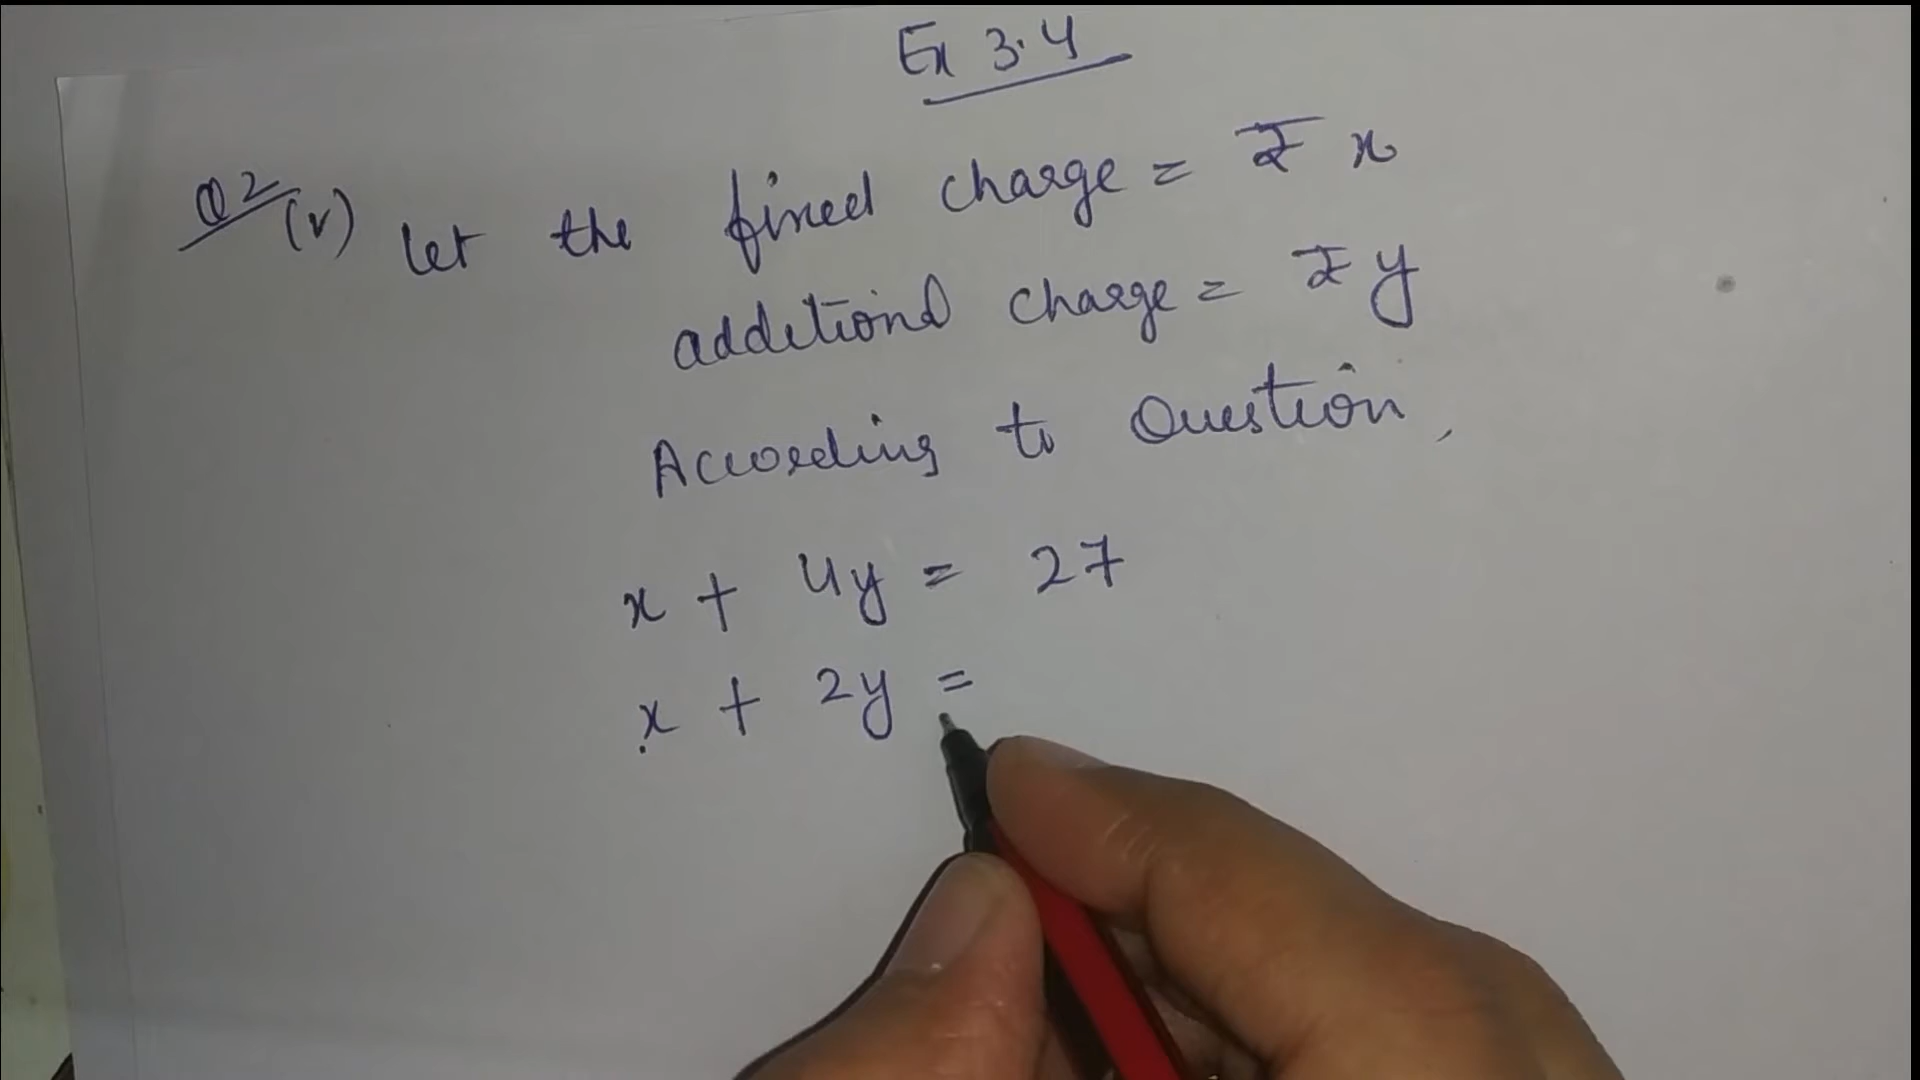 Ex 3.4
Q2 (v) let the fixed charge = ₹ x
additional charge = ₹ y
According to Question,
x + 4y = 27
x + 2y =